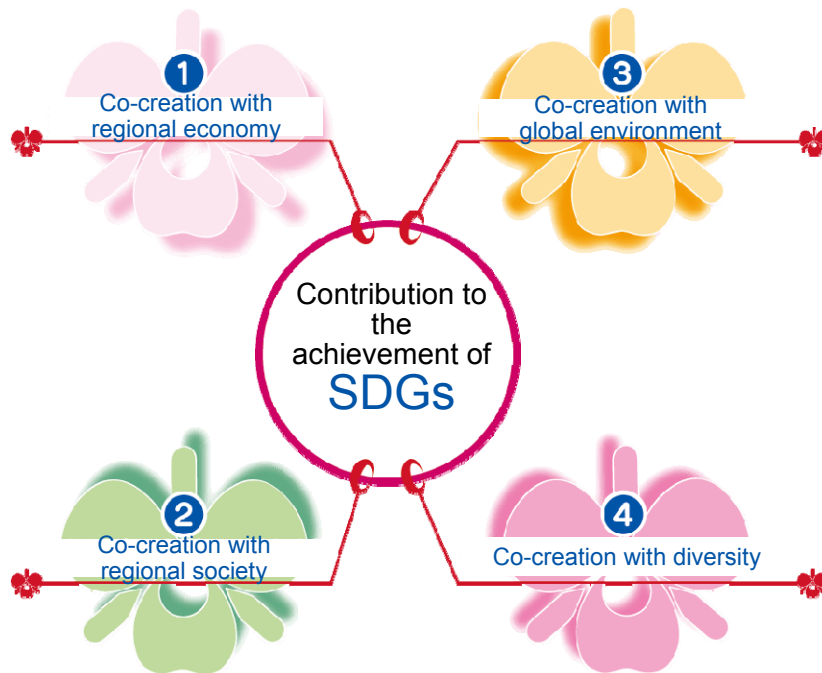 1
Co-creation with
regional economy
2
Co-creation with
regional society
3
Co-creation with
global environment
4
Co-creation with diversity
Contribution to
the
achievement of
SDGs